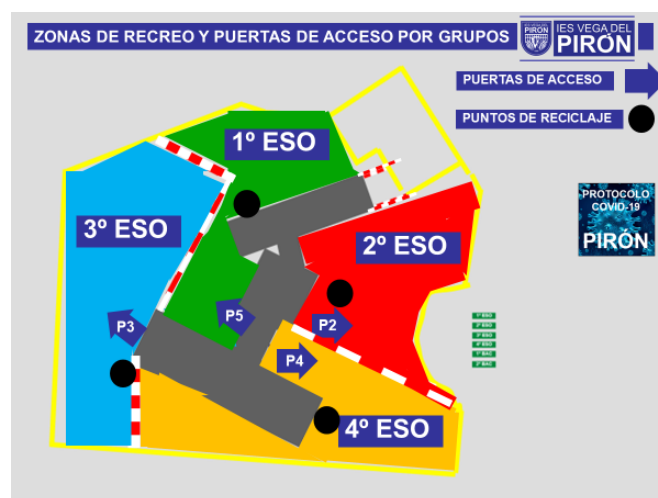 ZONAS DE RECREO Y PUERTAS DE ACCESO POR GRUPOS
IES VEGA DEL
PIRÓN
PUERTAS DE ACCESO
PUNTOS DE RECICLAJE
1º ESO
PROTOCOLO
COVID-19
PIRÓN
3º ESO
2º ESO
P3
P5
P2
P4
4º ESO